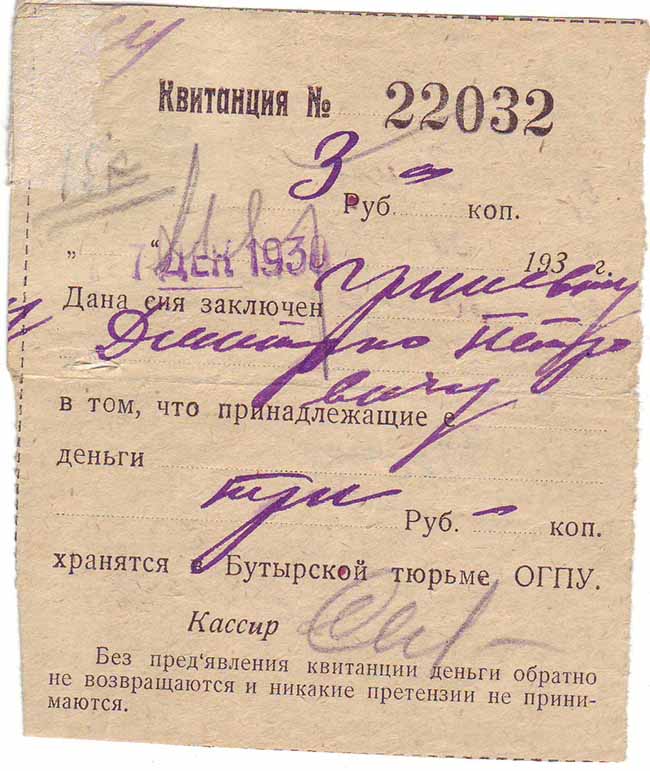 Квитанция № 22032
3 Руб. — коп.
„ “ 193 г.
7 ДЕК 1930
Дана сия заключен
Дмитрию Петро
вичу
в том, что принадлежащие е
деньги
три Руб. — коп.
хранятся в Бутырской тюрьме ОГПУ.
Кассир
Без пред‘явления квитанции деньги обратно
не возвращаются и никакие претензии не прини-
маются.